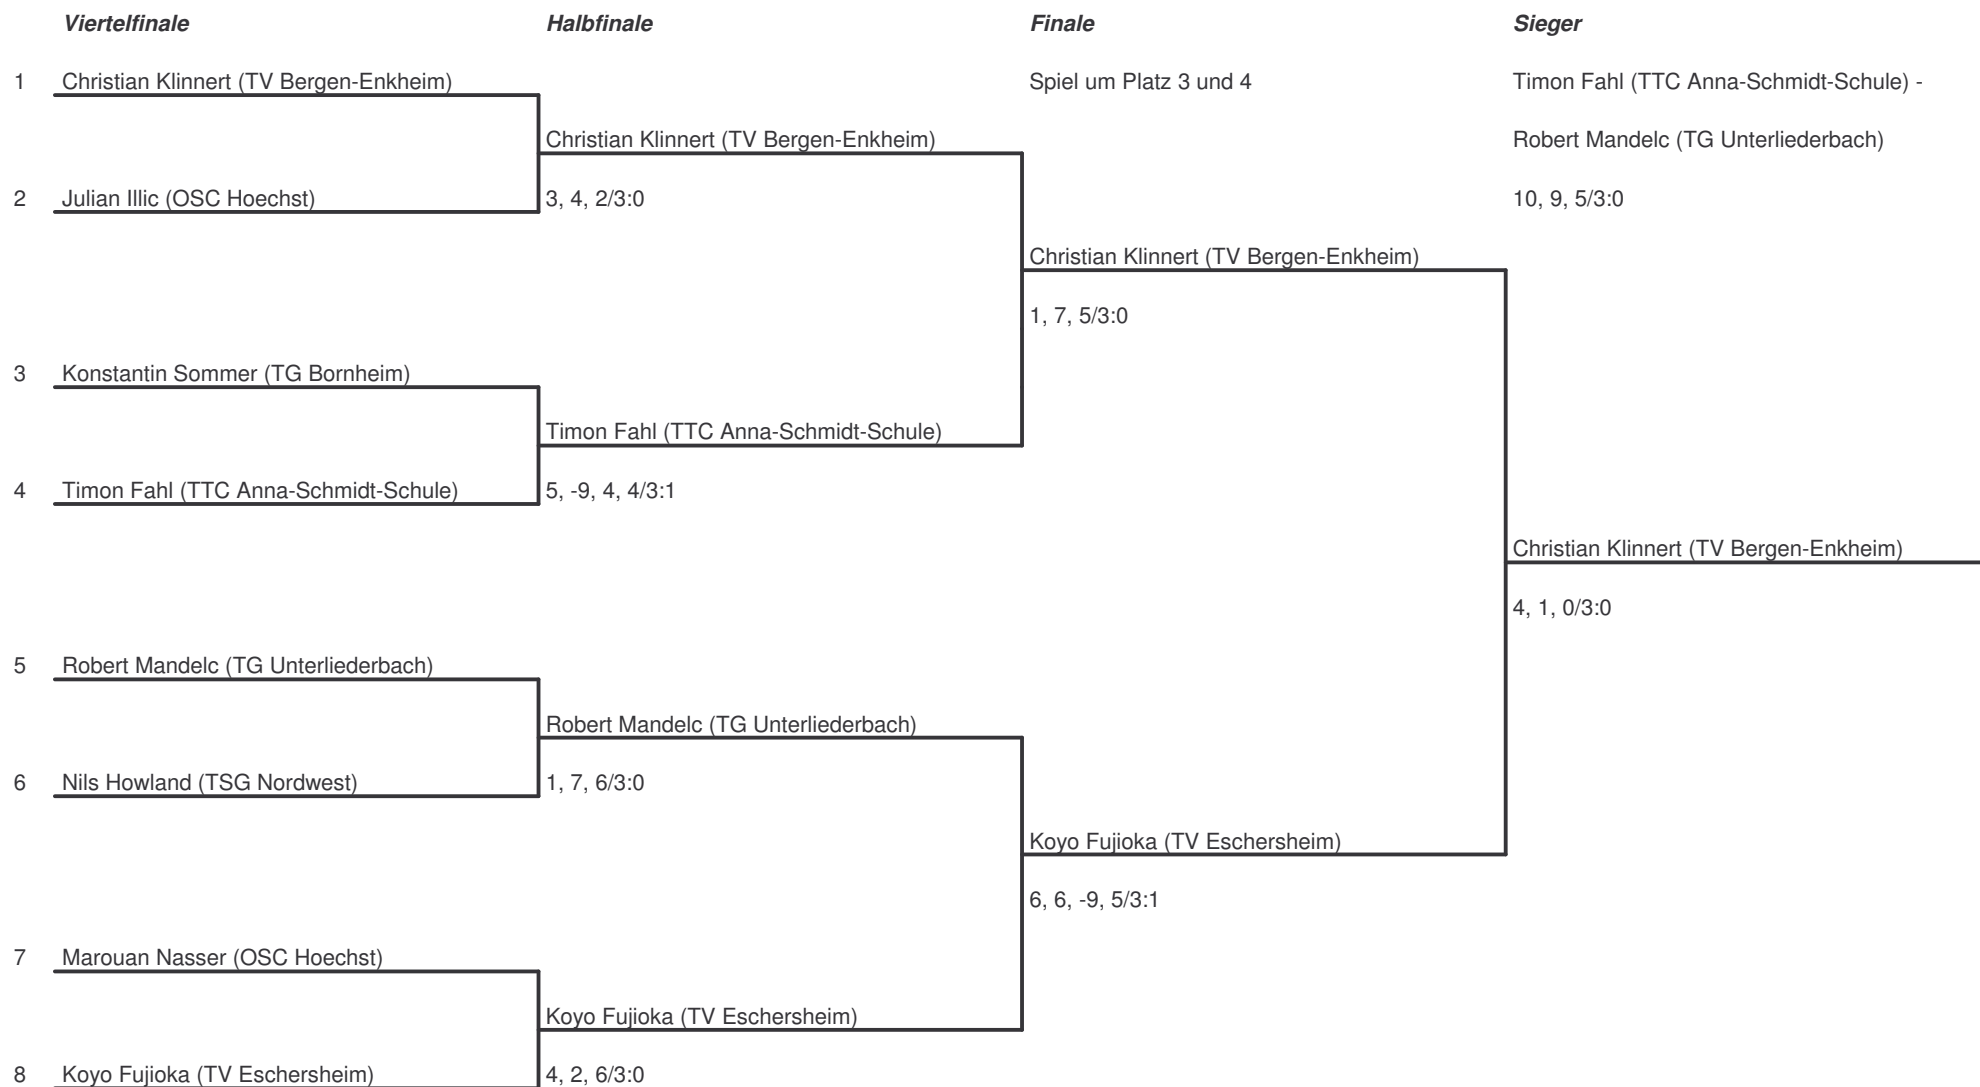 Viertelfinale Halbfinale Finale Sieger
1 Christian Klinnert (TV Bergen-Enkheim) Spiel um Platz 3 und 4 Timon Fahl (TTC Anna-Schmidt-Schule) -
Christian Klinnert (TV Bergen-Enkheim) Robert Mandelc (TG Unterliederbach)
2 Julian Illic (OSC Hoechst) 3, 4, 2/3:0 10, 9, 5/3:0
Christian Klinnert (TV Bergen-Enkheim)
1, 7, 5/3:0
3 Konstantin Sommer (TG Bornheim)
Timon Fahl (TTC Anna-Schmidt-Schule)
4 Timon Fahl (TTC Anna-Schmidt-Schule) 5, -9, 4, 4/3:1
Christian Klinnert (TV Bergen-Enkheim)
4, 1, 0/3:0
5 Robert Mandelc (TG Unterliederbach)
Robert Mandelc (TG Unterliederbach)
6 Nils Howland (TSG Nordwest) 1, 7, 6/3:0
Koyo Fujioka (TV Eschersheim)
6, 6, -9, 5/3:1
7 Marouan Nasser (OSC Hoechst)
Koyo Fujioka (TV Eschersheim)
8 Koyo Fujioka (TV Eschersheim) 4, 2, 6/3:0